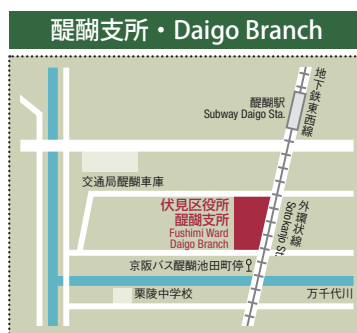 醍醐支所・Daigo Branch
地下鉄東西線
醍醐駅
Subway Daigo Sta.
交通局醍醐車庫
伏見区役所
醍醐支所
Fushimi Ward
Daigo Branch
外環状線
Sotokanjo St.
京阪バス醍醐池田町停
栗陵中学校
万千代川